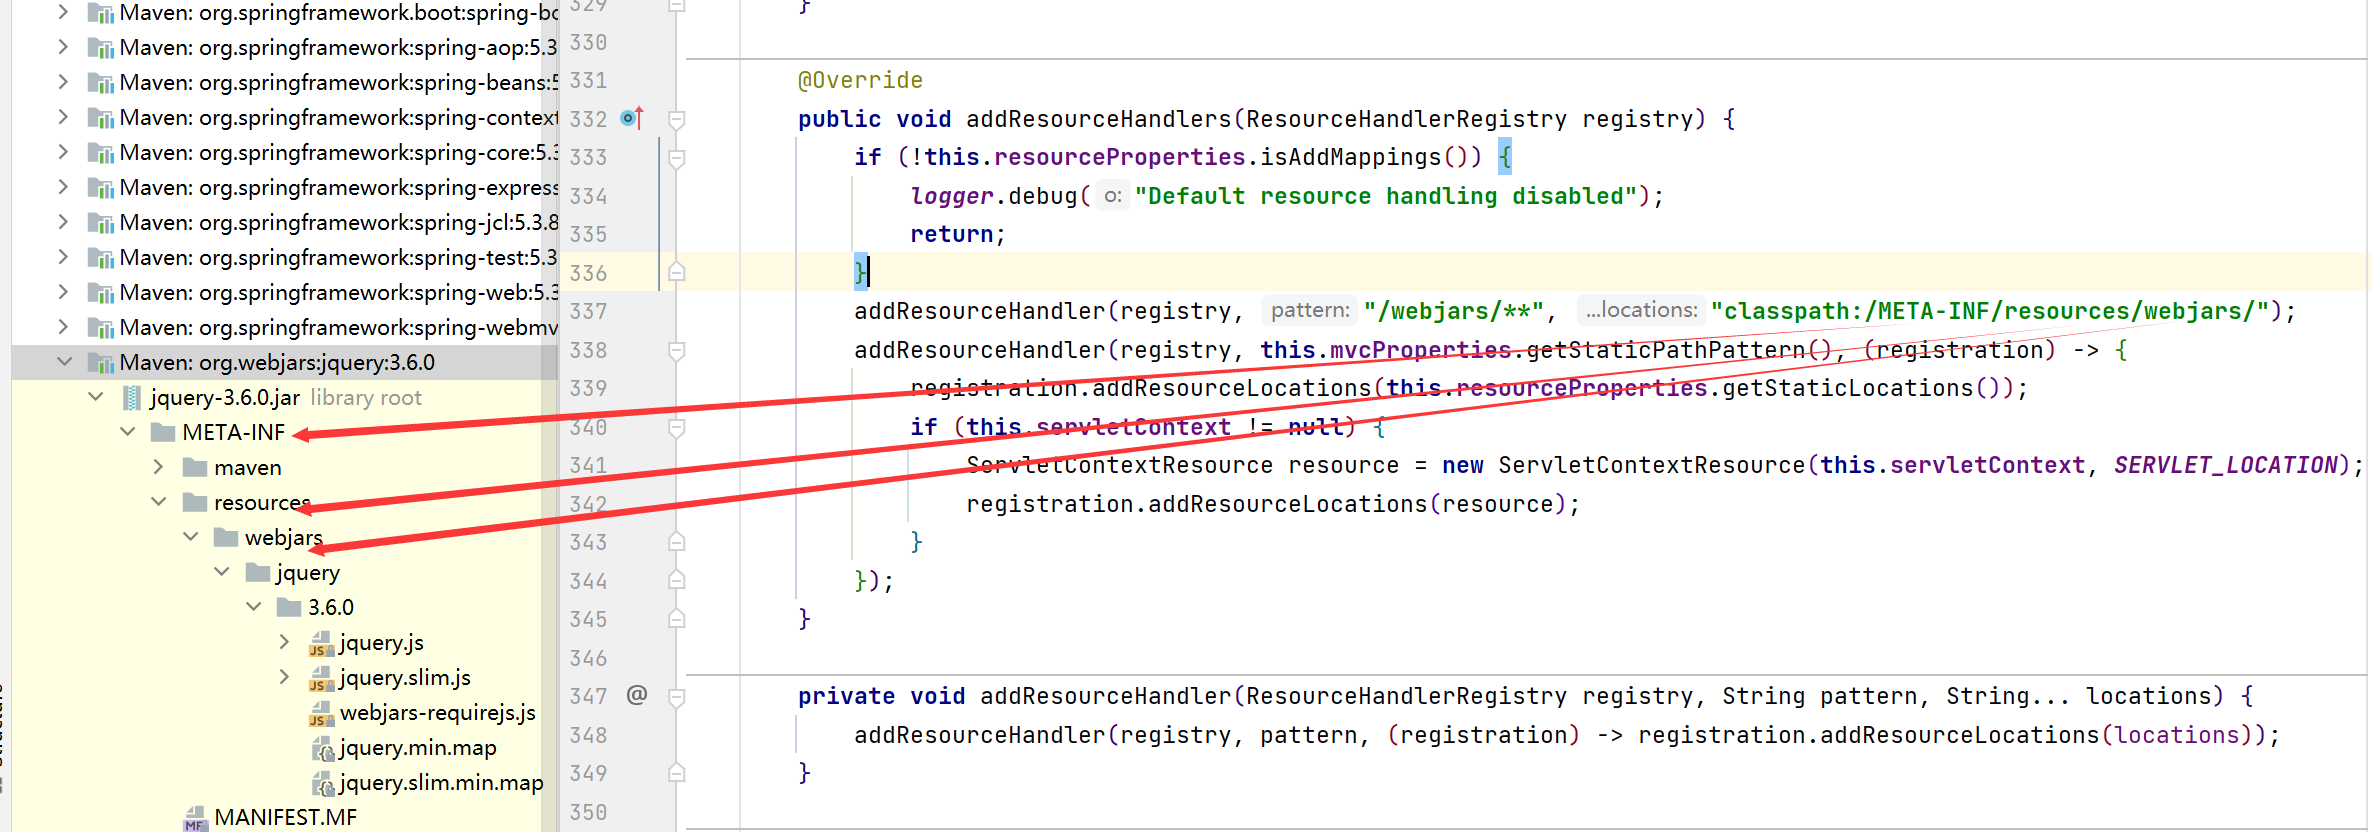 Maven: org.springframework.boot:spring-bo
Maven: org.springframework:spring-aop:5.3
Maven: org.springframework:spring-beans:5
Maven: org.springframework:spring-context
Maven: org.springframework:spring-core:5.3
Maven: org.springframework:spring-express
Maven: org.springframework:spring-jcl:5.3.8
Maven: org.springframework:spring-test:5.3
Maven: org.springframework:spring-web:5.3
Maven: org.springframework:spring-webmv
Maven: org.webjars:jquery:3.6.0
jquery-3.6.0.jar library root
META-INF
maven
resources
webjars
jquery
3.6.0
JS jquery.js
JS jquery.slim.js
JS webjars-requirejs.js
jquery.min.map
jquery.slim.min.map
MF MANIFEST.MF
329 }
330
331 @Override
332 public void addResourceHandlers(ResourceHandlerRegistry registry) {
333 if (!this.resourceProperties.isAddMappings()) {
334 logger.debug( o: "Default resource handling disabled");
335 return;
336 }
337 addResourceHandler(registry, pattern: "/webjars/**", ...locations: "classpath:/META-INF/resources/webjars/");
338 addResourceHandler(registry, this.mvcProperties.getStaticPathPattern(), (registration) -> {
339 registration.addResourceLocations(this.resourceProperties.getStaticLocations());
340 if (this.servletContext != null) {
341 ServletContextResource resource = new ServletContextResource(this.servletContext, SERVLET_LOCATION);
342 registration.addResourceLocations(resource);
343 }
344 });
345 }
346
347 @ private void addResourceHandler(ResourceHandlerRegistry registry, String pattern, String... locations) {
348 addResourceHandler(registry, pattern, (registration) -> registration.addResourceLocations(locations));
349 }
350